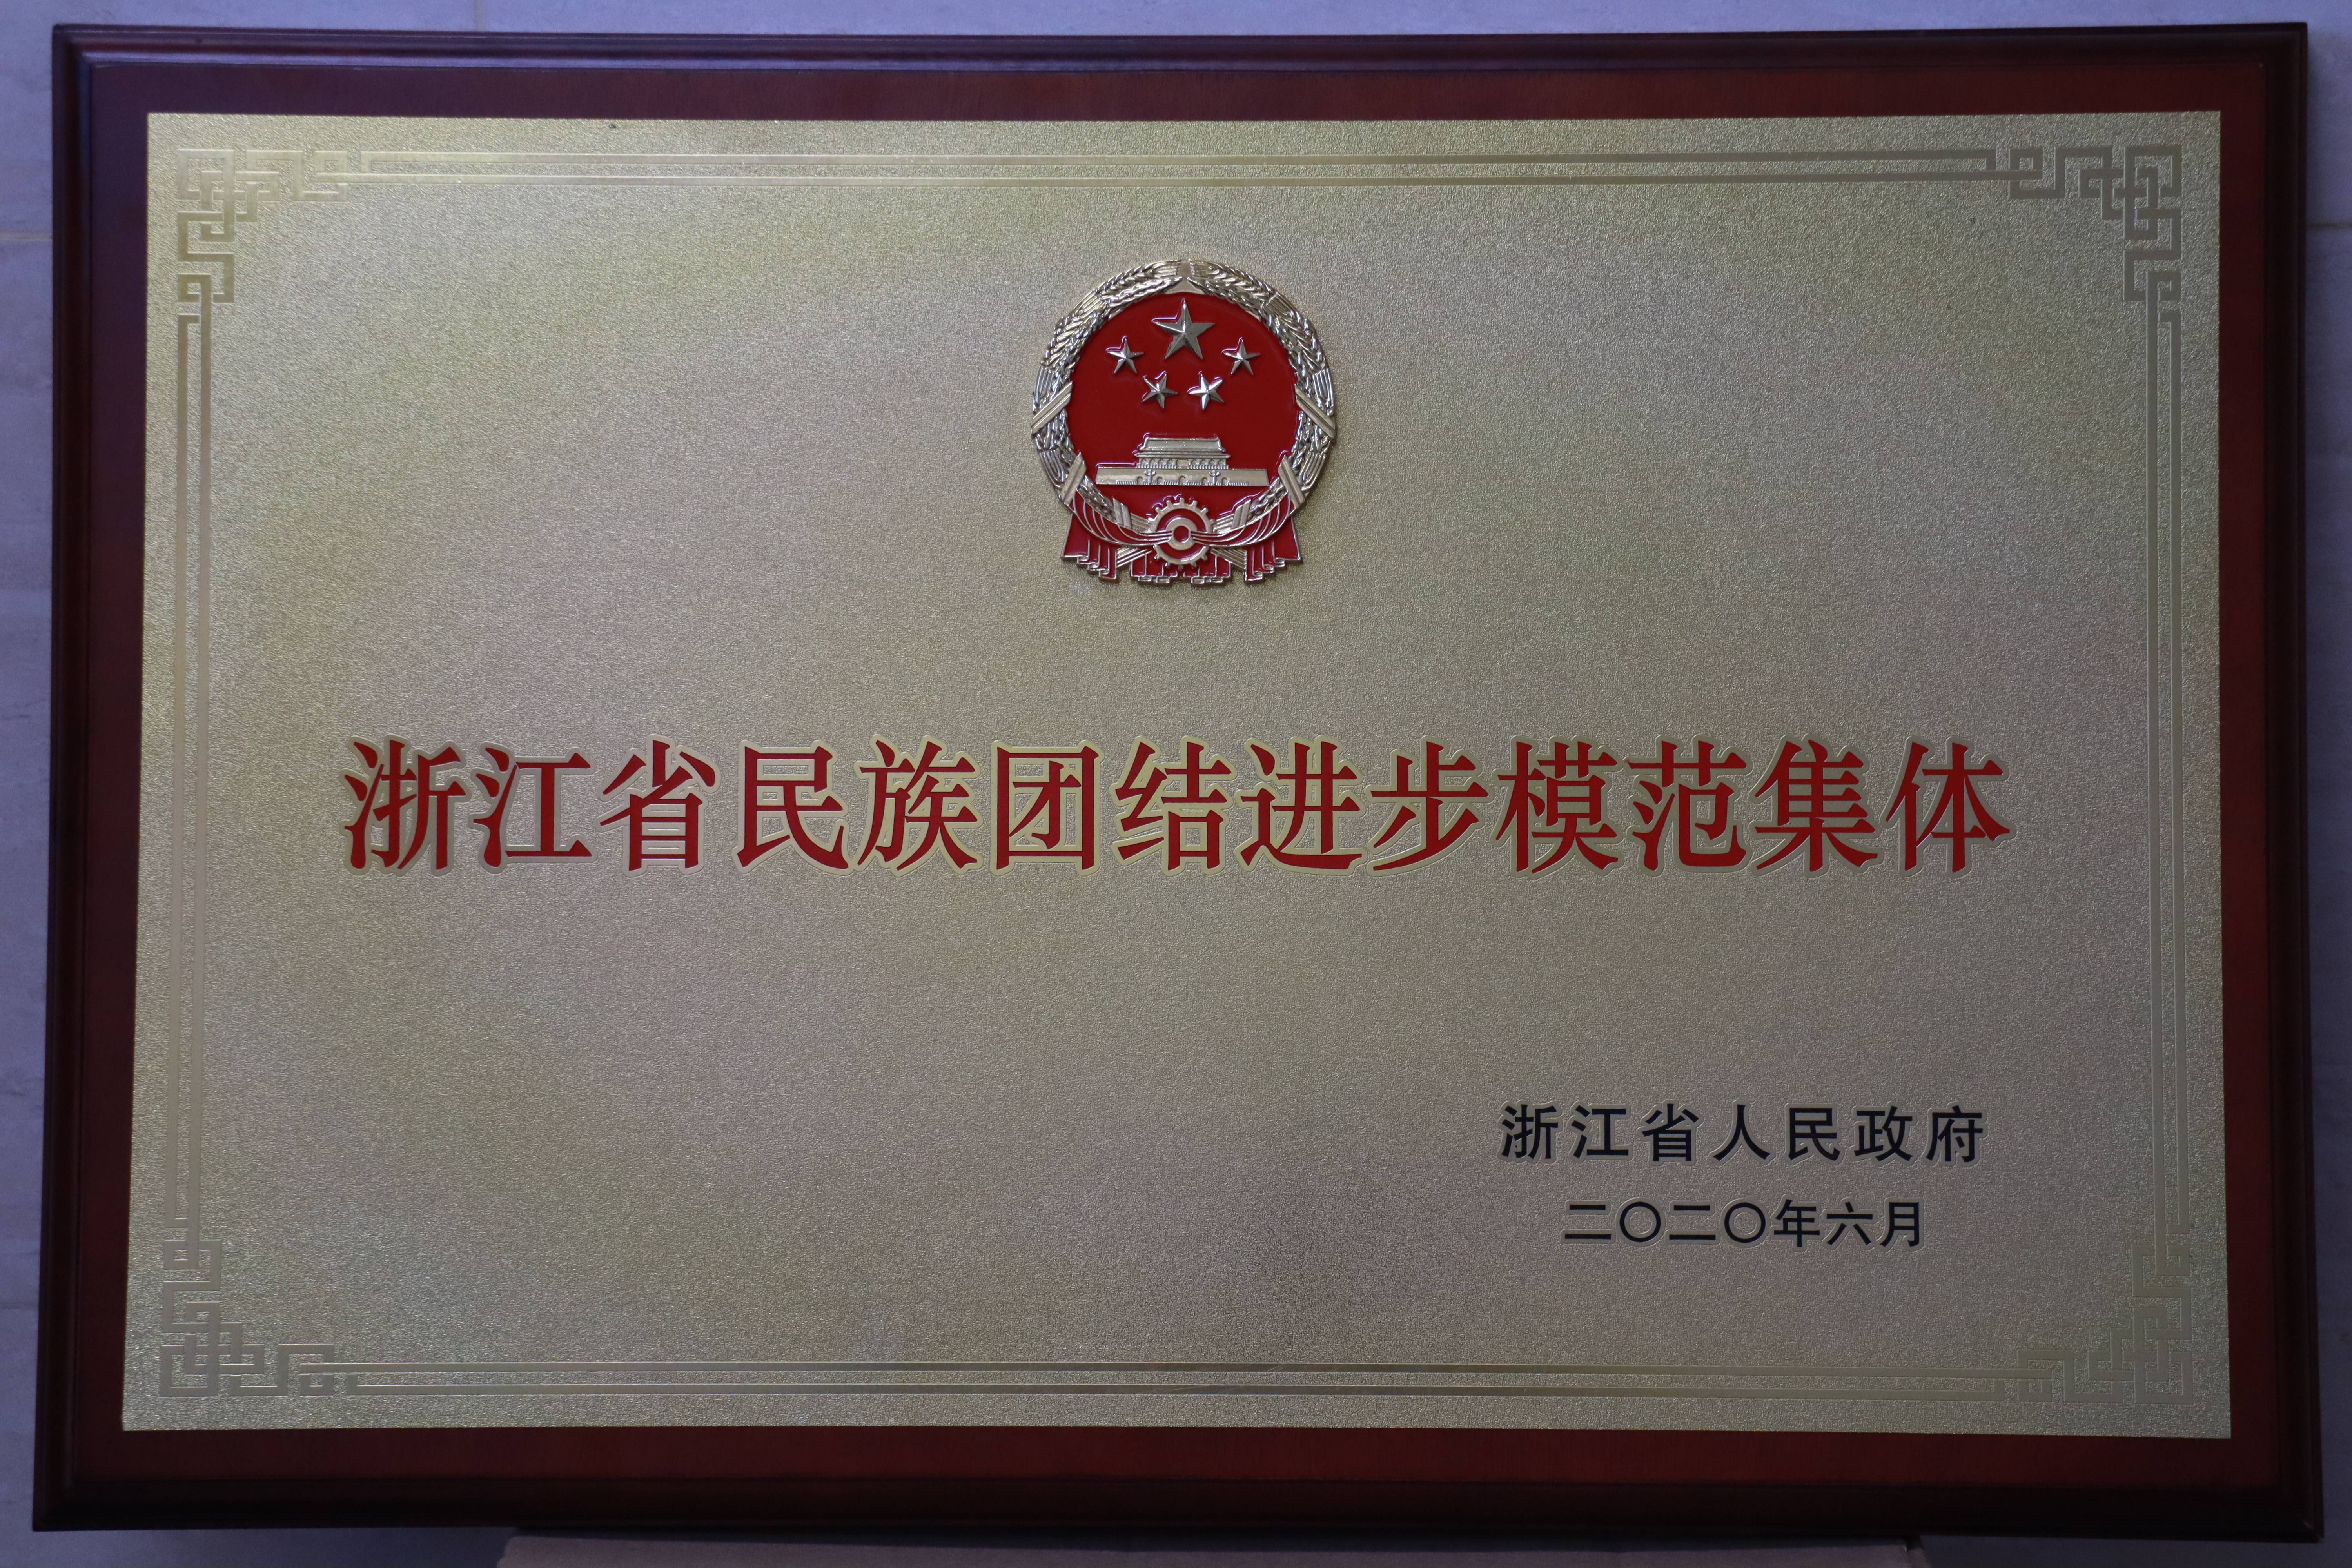 浙江省民族团结进步模范集体
浙江省人民政府
二〇二〇年六月